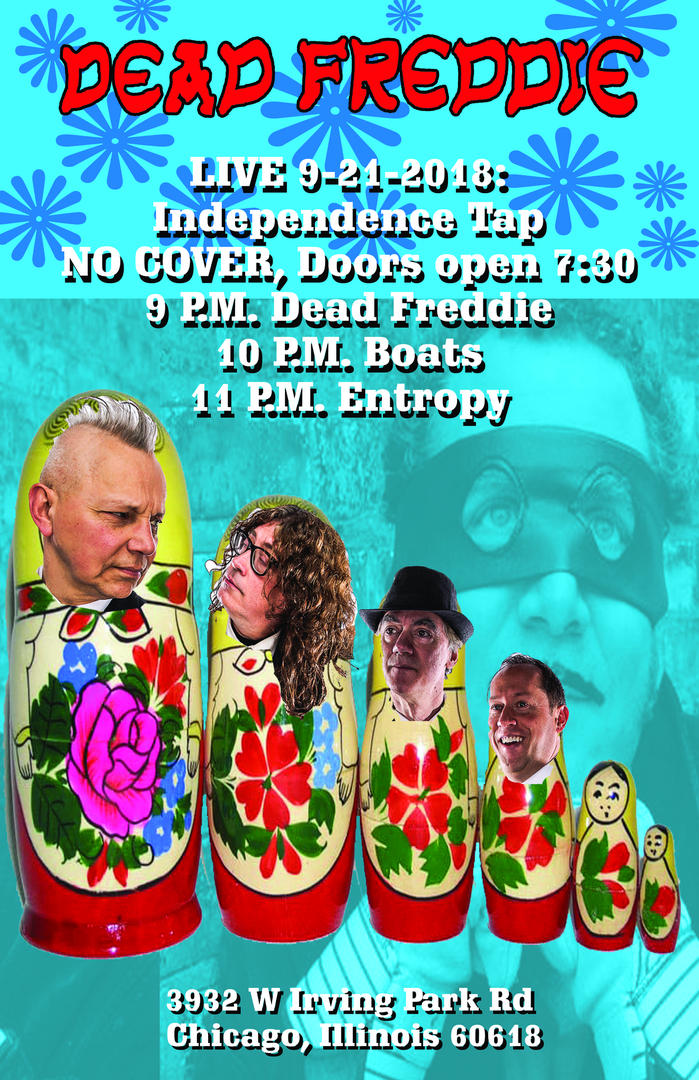 DEAD FREDDIE
LIVE 9-21-2018:
Independence Tap
NO COVER, Doors open 7:30
9 P.M. Dead Freddie
10 P.M. Boats
11 P.M. Entropy
3932 W Irving Park Rd
Chicago, Illinois 60618